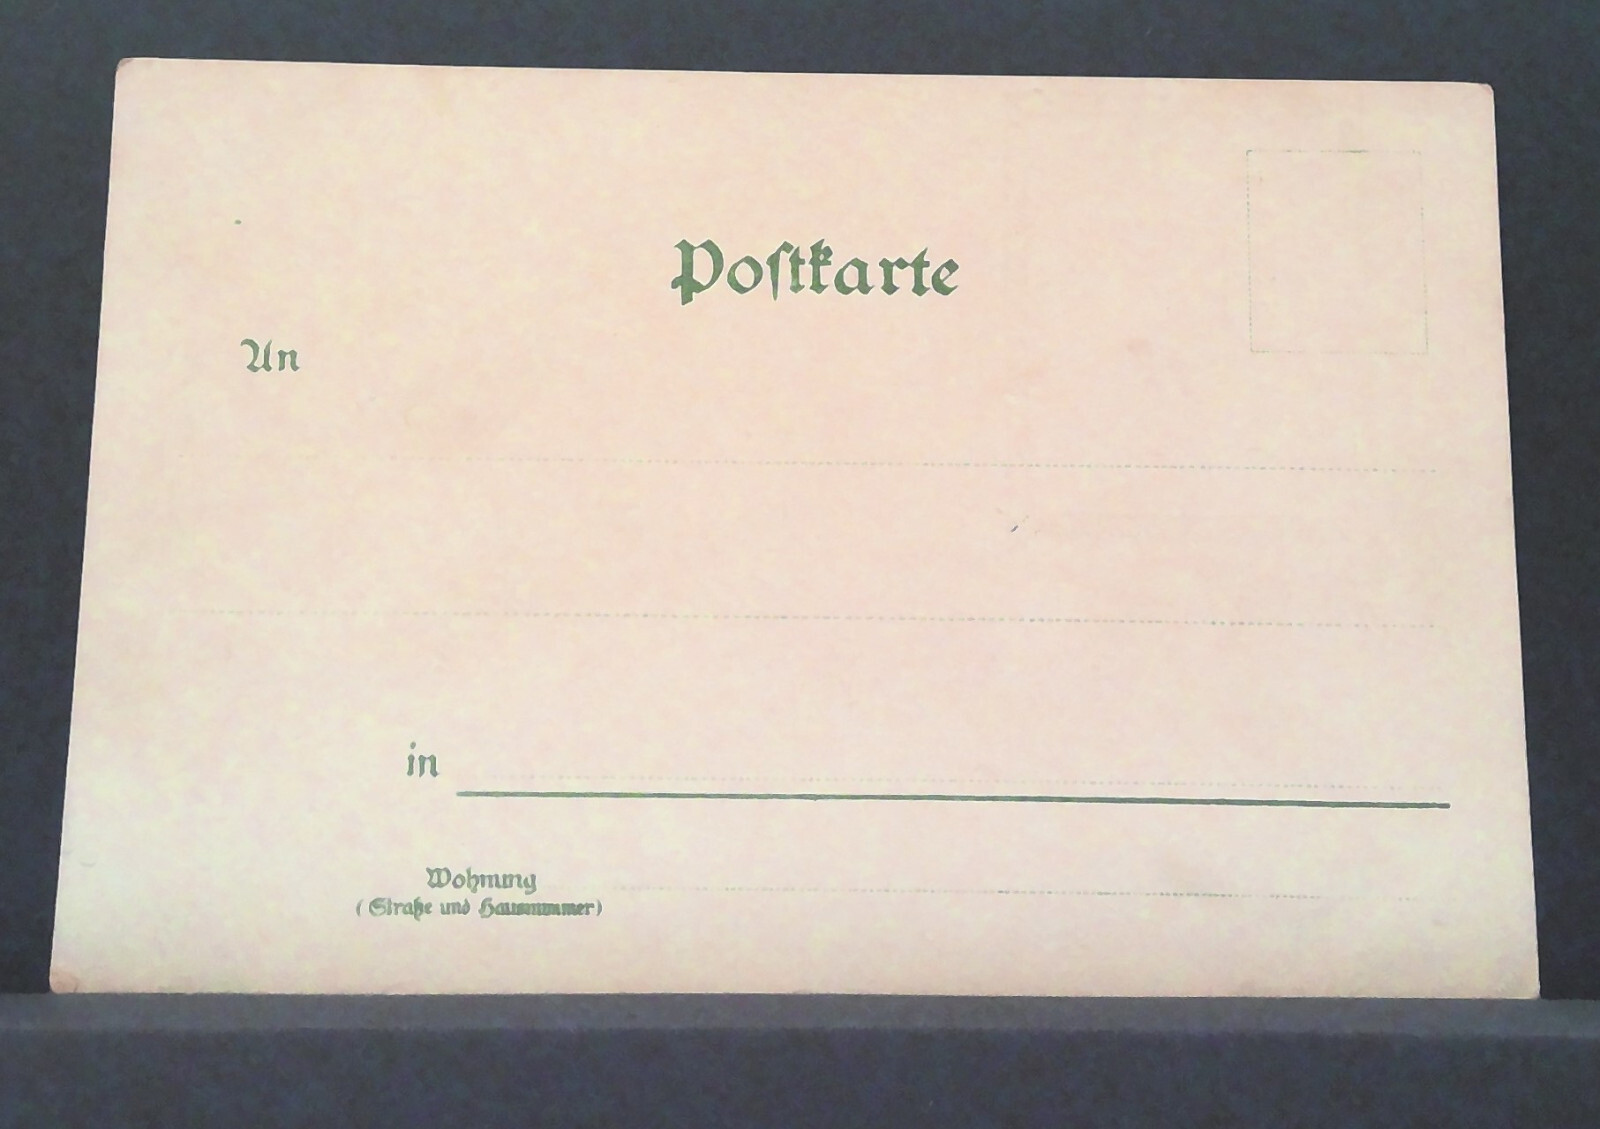 Postkarte
An
in
Wohnung
(Straße und Hausnummer)